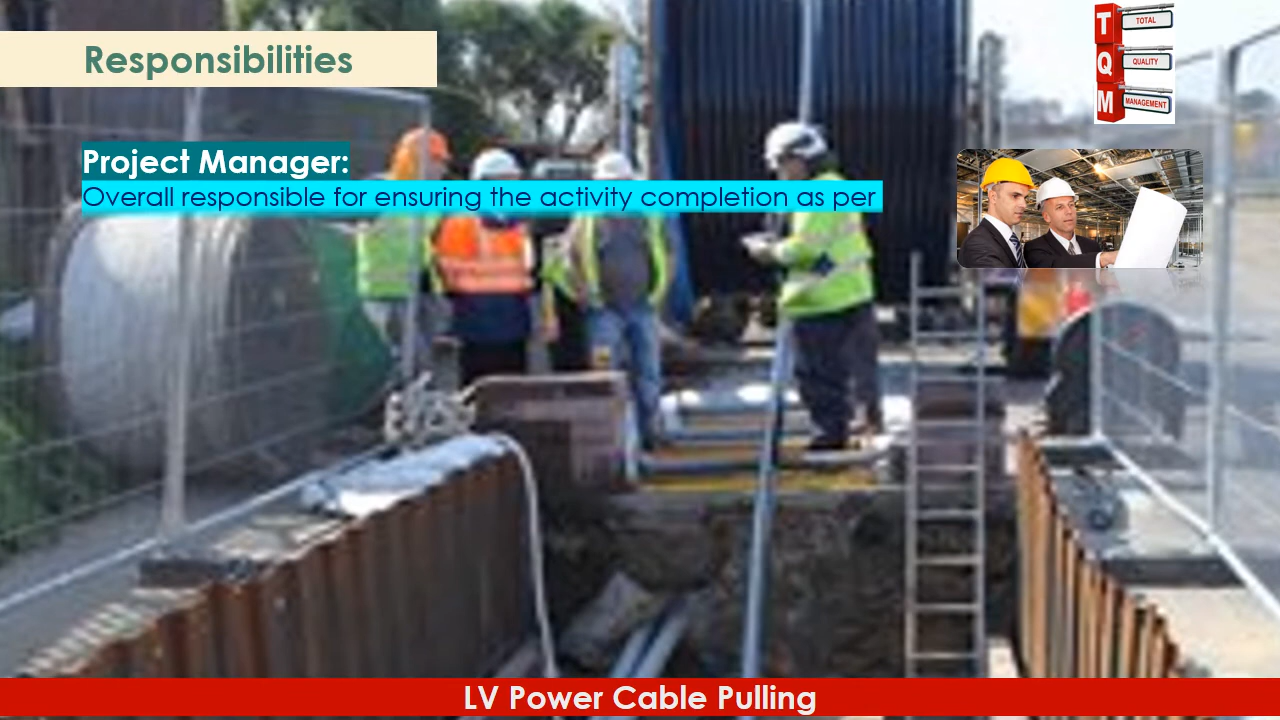 Responsibilities
T TOTAL
Q QUALITY
M MANAGEMENT
Project Manager:
Overall responsible for ensuring the activity completion as per
LV Power Cable Pulling